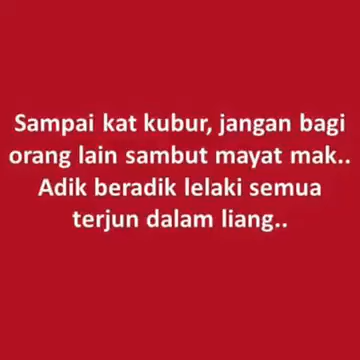 Sampai kat kubur, jangan bagi
orang lain sambut mayat mak..
Adik beradik lelaki semua
terjun dalam liang..